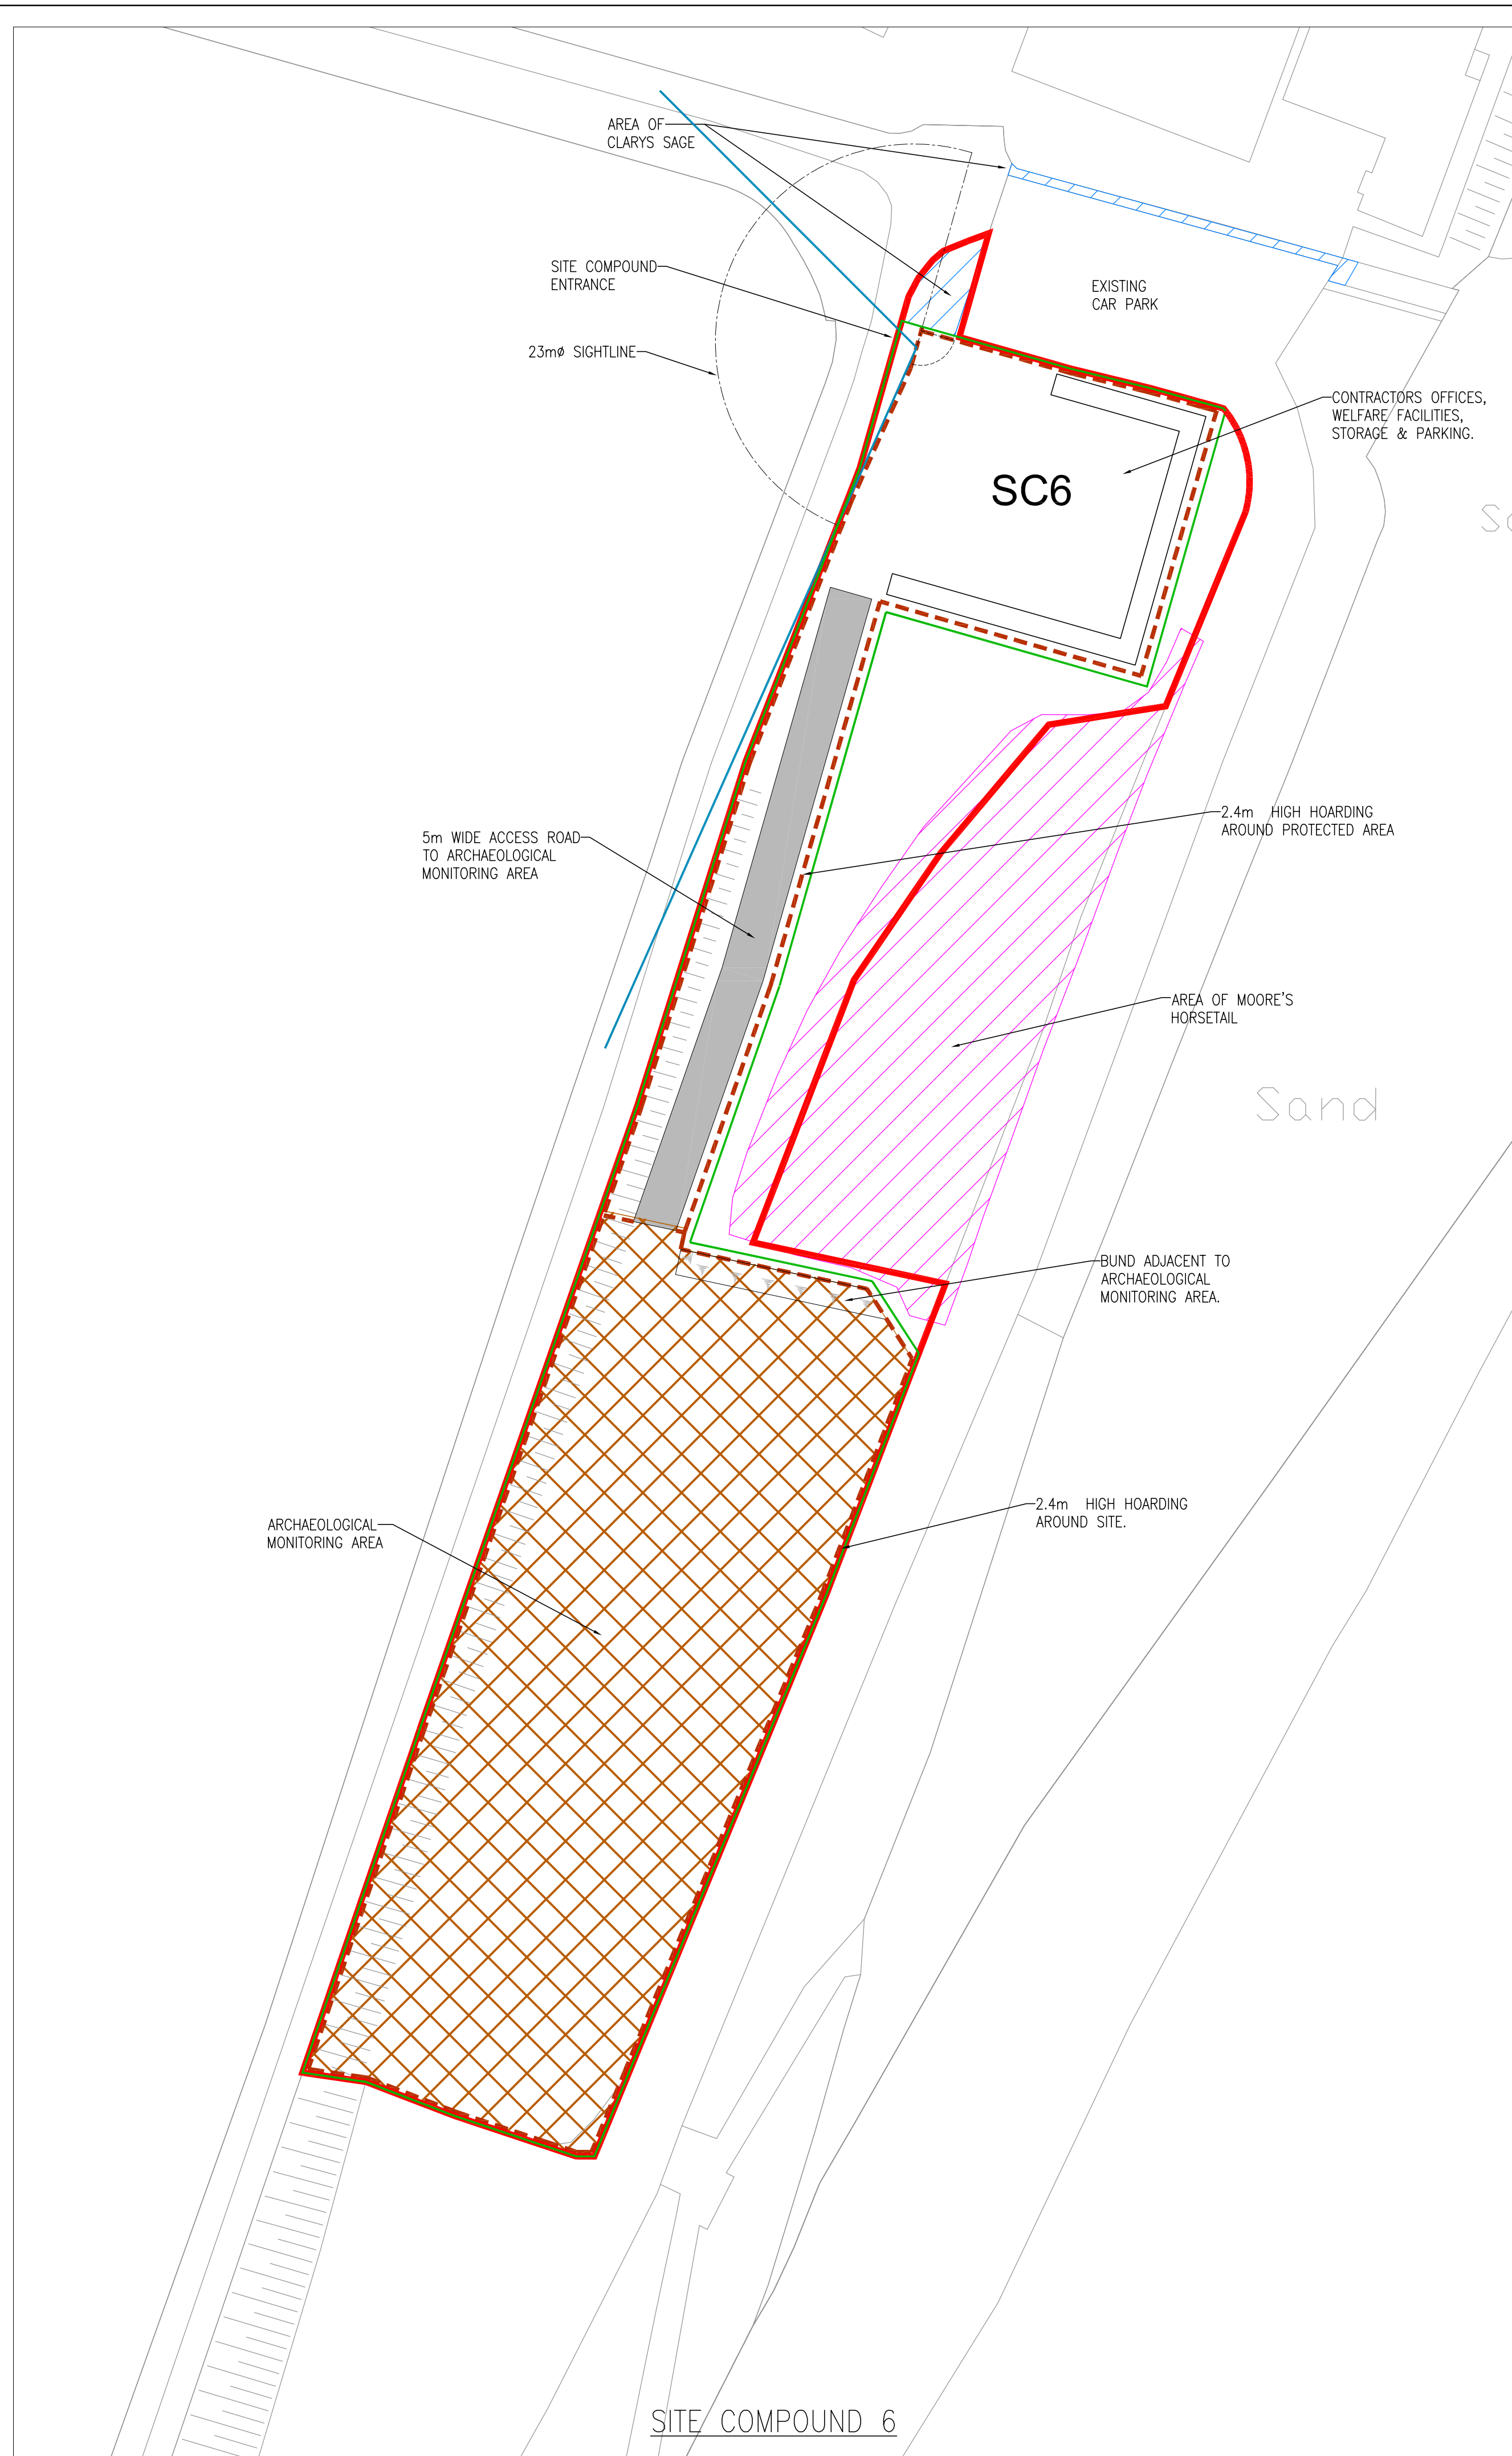 AREA OF
CLARYS SAGE
SITE COMPOUND
ENTRANCE
EXISTING
CAR PARK
23mø SIGHTLINE
CONTRACTORS OFFICES,
WELFARE FACILITIES,
STORAGE & PARKING.
SC6
2.4m HIGH HOARDING
AROUND PROTECTED AREA
5m WIDE ACCESS ROAD
TO ARCHAEOLOGICAL
MONITORING AREA
AREA OF MOORE'S
HORSETAIL
Sand
BUND ADJACENT TO
ARCHAEOLOGICAL
MONITORING AREA.
2.4m HIGH HOARDING
AROUND SITE.
ARCHAEOLOGICAL
MONITORING AREA
SITE COMPOUND 6